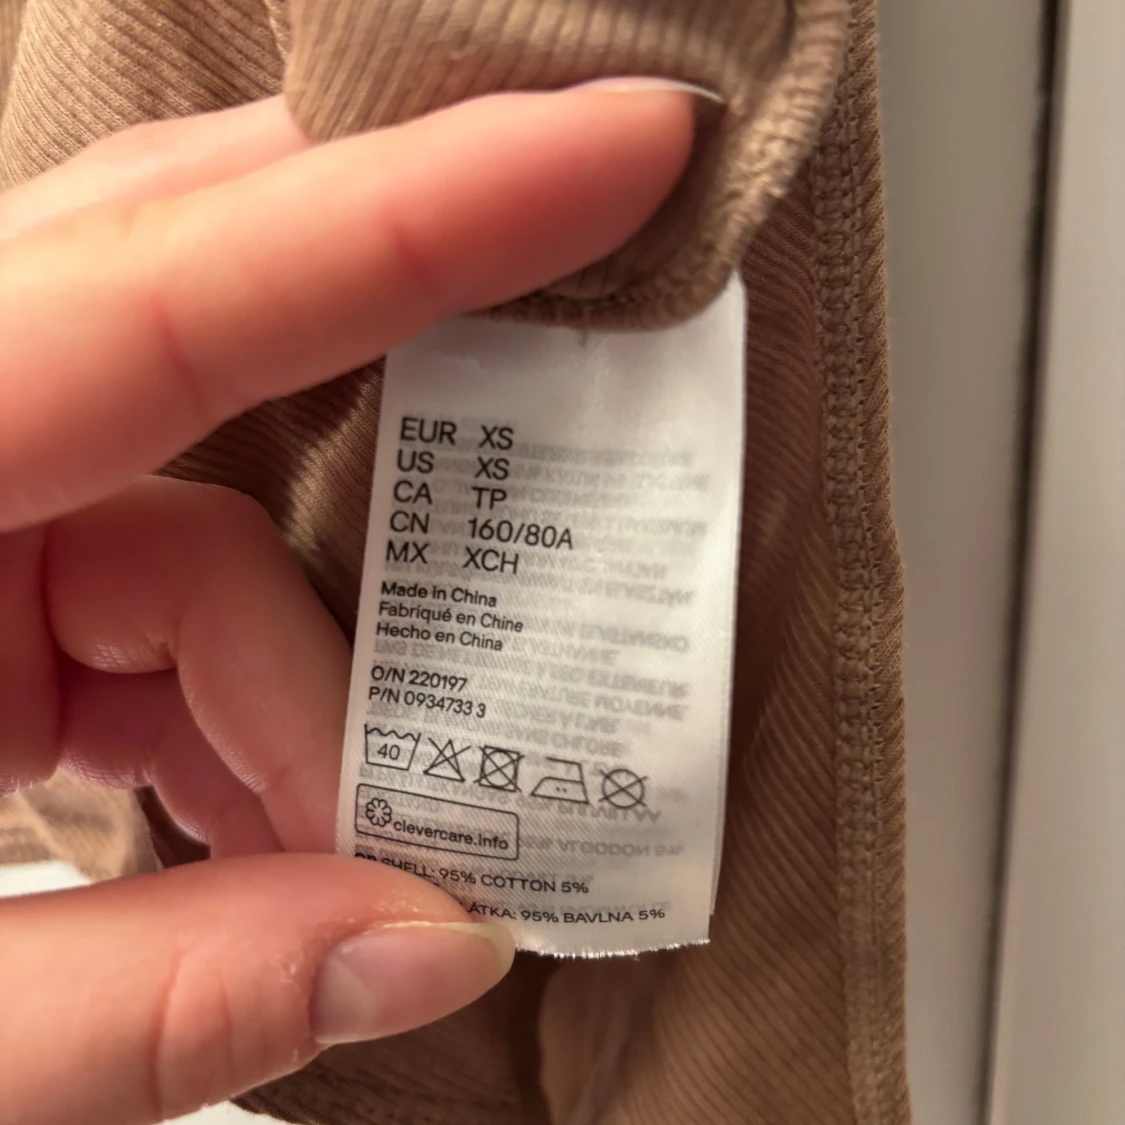 EUR XS
US XS
CA TP
CN 160/80A
MX XCH
Made in China
Fabriqué en Chine
Hecho en China
O/N 220197
P/N 0934733 3
40
clevercare.info
SHELL: 95% COTTON 5%
95% BAVLNA 5%